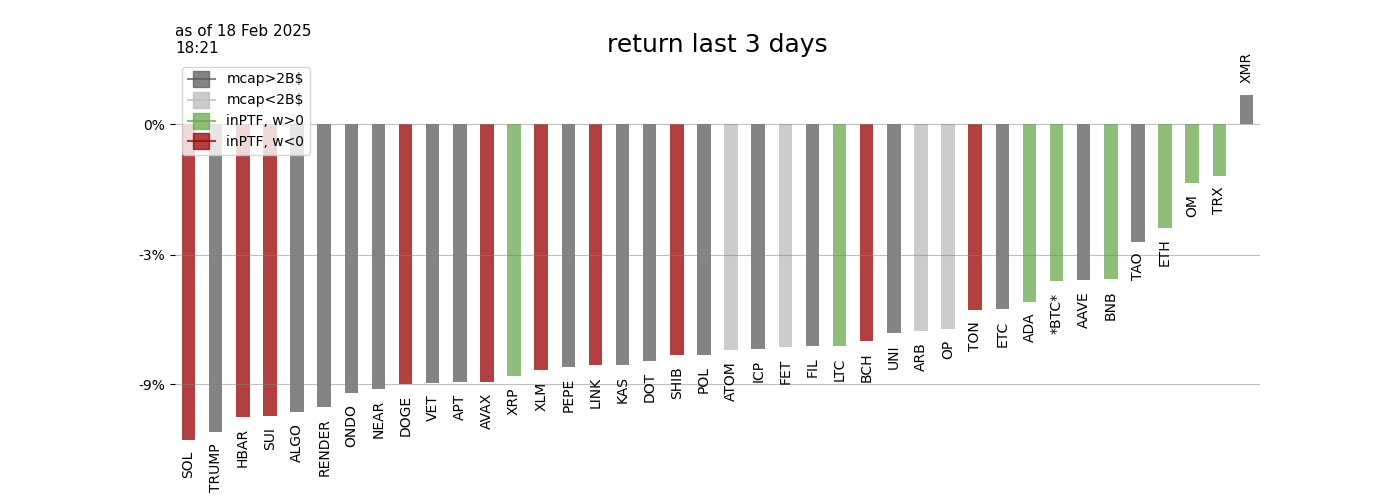 as of 18 Feb 2025
18:21
return last 3 days
mcap>2B$
mcap<2B$
inPTF, w>0
inPTF, w<0
0%
-3%
-9%
SOL
TRUMP
HBAR
SUI
ALGO
RENDER
ONDO
NEAR
DOGE
VET
APT
AVAX
XRP
XLM
PEPE
LINK
KAS
DOT
SHIB
POL
ATOM
ICP
FET
FIL
LTC
BCH
UNI
ARB
OP
TON
ETC
ADA
*BTC*
AAVE
BNB
TAO
ETH
OM
TRX
XMR